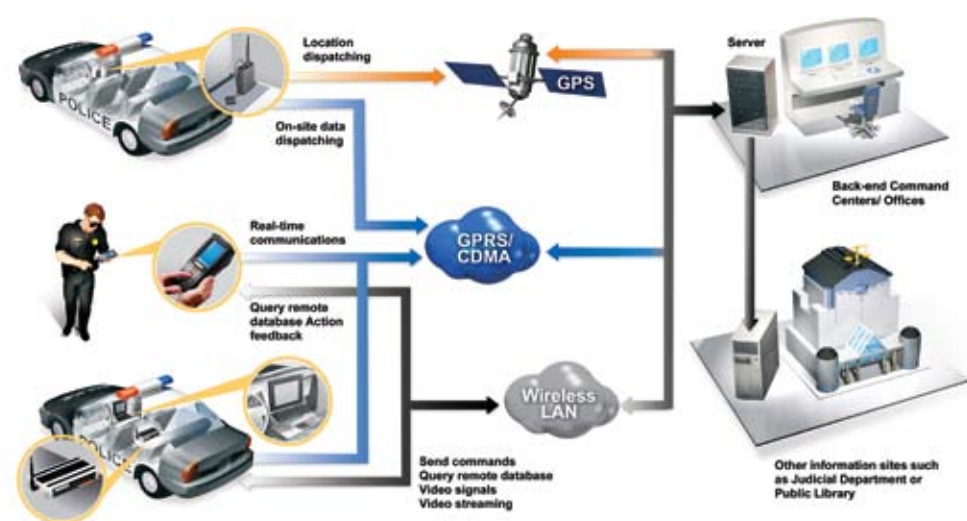 Location
dispatching
GPS
Server
POLICE
On-site data
dispatching
Back-end Command
Centers/ Offices
Real-time
communications
GPRS/
CDMA
Query remote
database Action
feedback
Wireless
LAN
POLICE
Send commands
Query remote database
Video signals
Video streaming
Other information sites such
as Judicial Department or
Public Library